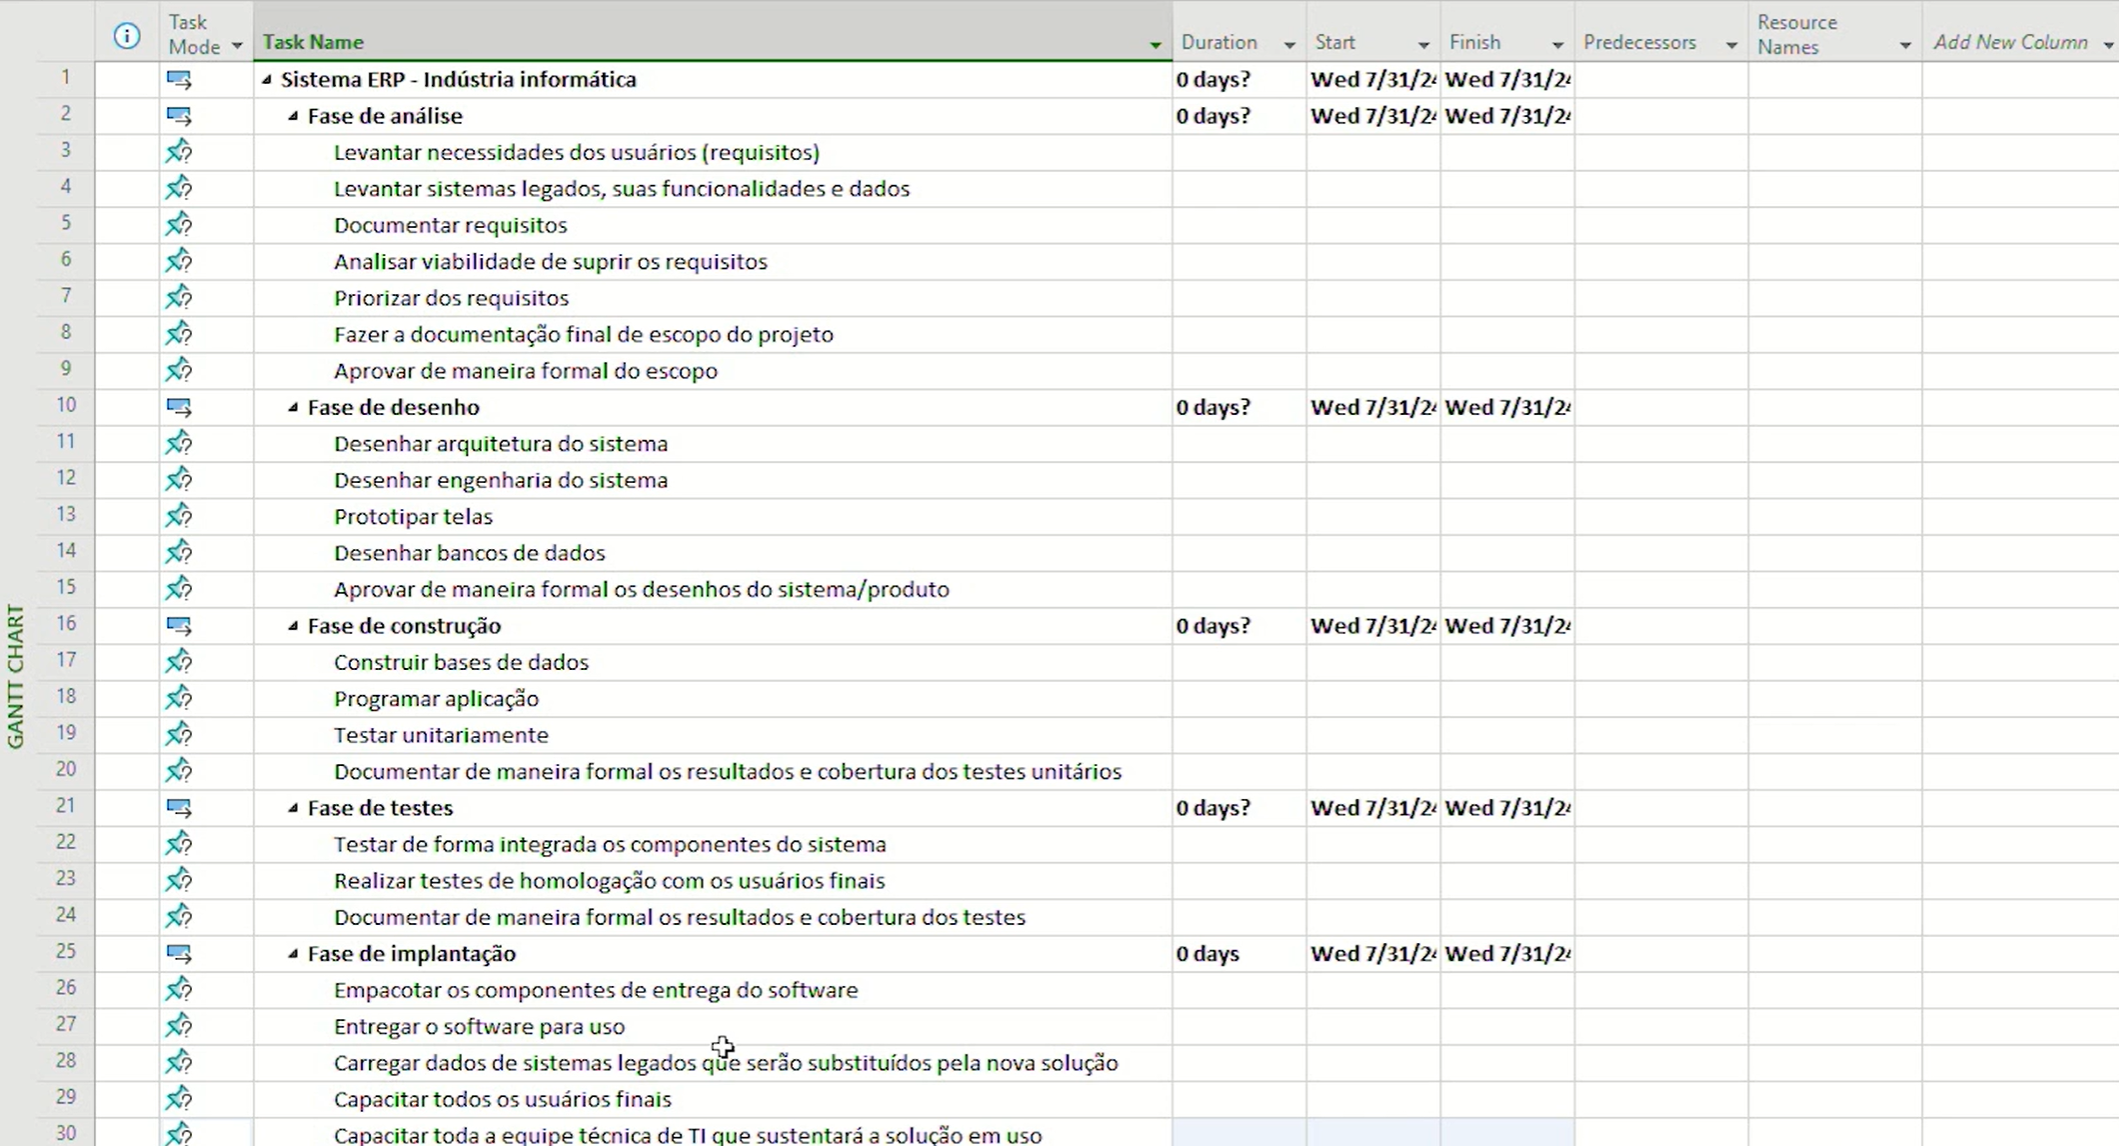 Task Mode Task Name Duration Start Finish Predecessors Resource Names Add New Column
1 Sistema ERP - Indústria informática 0 days? Wed 7/31/24 Wed 7/31/24
2 Fase de análise 0 days? Wed 7/31/24 Wed 7/31/24
3 Levantar necessidades dos usuários (requisitos)
4 Levantar sistemas legados, suas funcionalidades e dados
5 Documentar requisitos
6 Analisar viabilidade de suprir os requisitos
7 Priorizar dos requisitos
8 Fazer a documentação final de escopo do projeto
9 Aprovar de maneira formal do escopo
10 Fase de desenho 0 days? Wed 7/31/24 Wed 7/31/24
11 Desenhar arquitetura do sistema
12 Desenhar engenharia do sistema
13 Prototipar telas
14 Desenhar bancos de dados
15 Aprovar de maneira formal os desenhos do sistema/produto
16 Fase de construção 0 days? Wed 7/31/24 Wed 7/31/24
17 Construir bases de dados
18 Programar aplicação
19 Testar unitariamente
20 Documentar de maneira formal os resultados e cobertura dos testes unitários
21 Fase de testes 0 days? Wed 7/31/24 Wed 7/31/24
22 Testar de forma integrada os componentes do sistema
23 Realizar testes de homologação com os usuários finais
24 Documentar de maneira formal os resultados e cobertura dos testes
25 Fase de implantação 0 days Wed 7/31/24 Wed 7/31/24
26 Empacotar os componentes de entrega do software
27 Entregar o software para uso
28 Carregar dados de sistemas legados que serão substituídos pela nova solução
29 Capacitar todos os usuários finais
30 Capacitar toda a equipe técnica de TI que sustentará a solução em uso
GANTT CHART